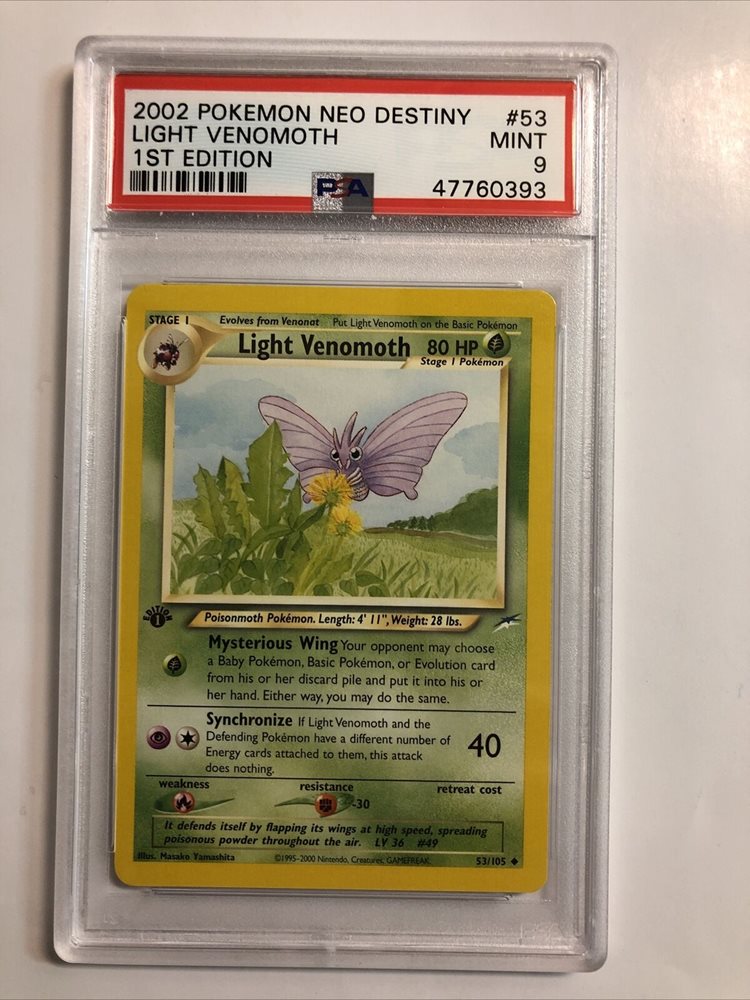 2002 POKEMON NEO DESTINY #53
LIGHT VENOMOTH MINT
1ST EDITION 9
PSA 47760393
STAGE 1 Evolves from Venonat Put Light Venomoth on the Basic Pokémon
Light Venomoth 80 HP
Stage 1 Pokémon
EDITION
1
Poisonmoth Pokémon. Length: 4' 11", Weight: 28 lbs.
Mysterious Wing Your opponent may choose
a Baby Pokémon, Basic Pokémon, or Evolution card
from his or her discard pile and put it into his or
her hand. Either way, you may do the same.
Synchronize If Light Venomoth and the
Defending Pokémon have a different number of
Energy cards attached to them, this attack
does nothing.
40
weakness resistance retreat cost
-30
It defends itself by flapping its wings at high speed, spreading
poisonous powder throughout the air. LV 36 #49
Illus. Masako Yamashita ©1995-2000 Nintendo, Creatures, GAMEFREAK. 53/105